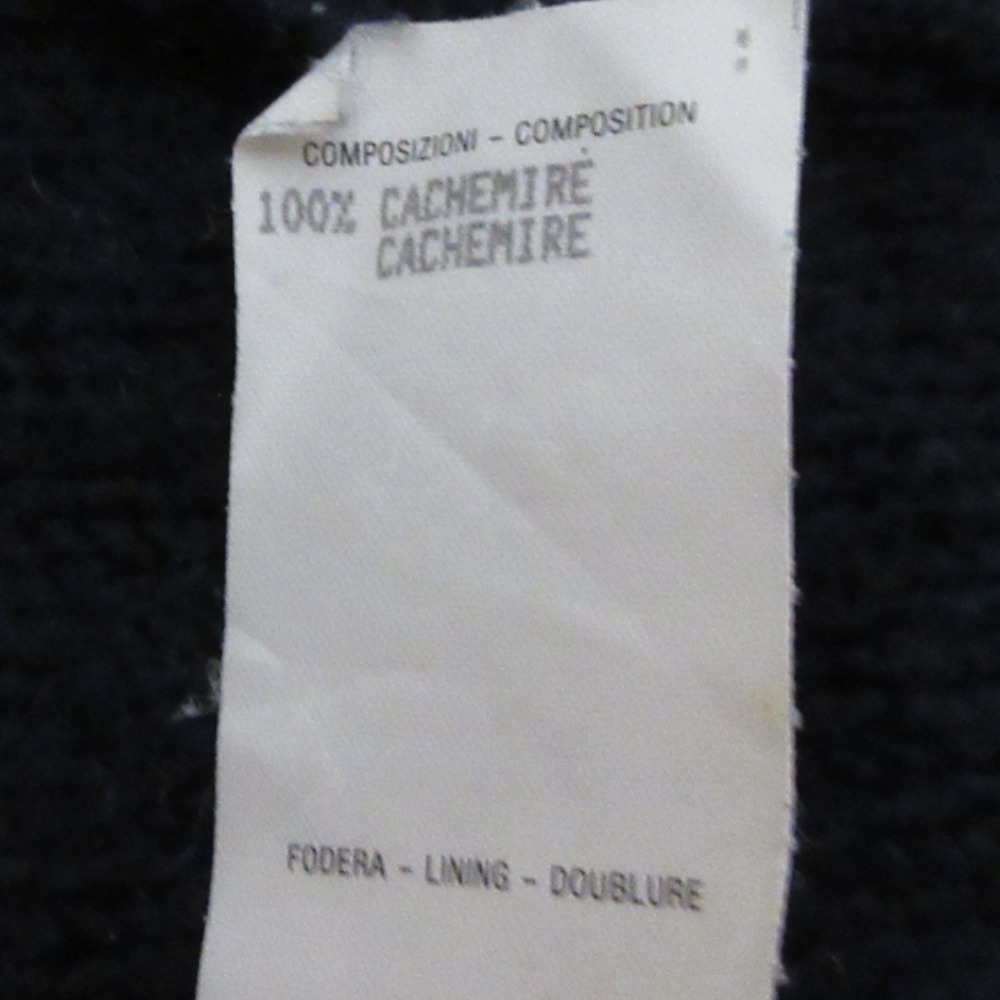 COMPOSIZIONI - COMPOSITION
100% CACHEMIRE
CACHEMIRE
FODERA - LINING - DOUBLURE